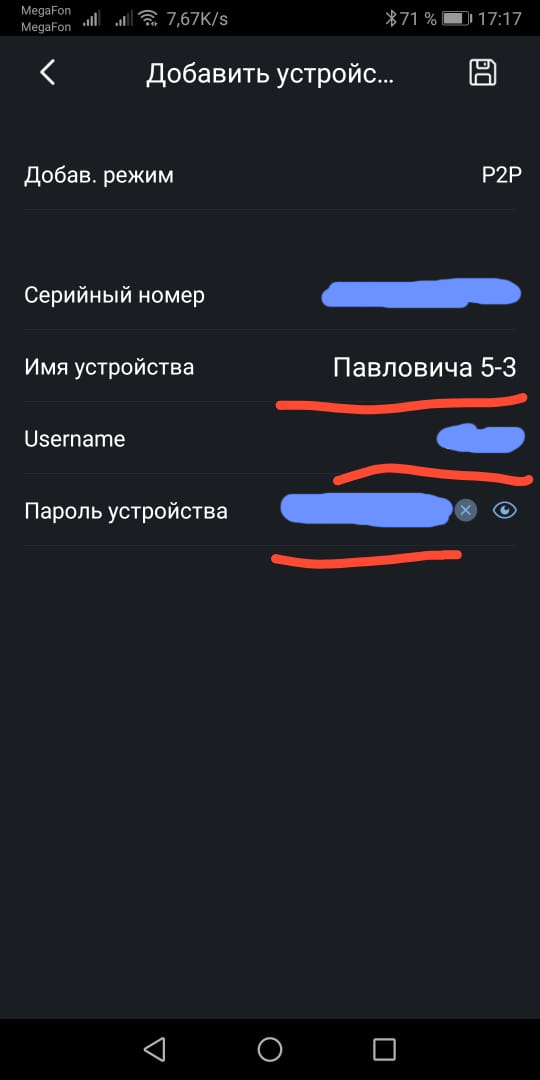 MegaFon
MegaFon
7,67K/s
71 %
17:17
Добавить устройс...
Добав. режим
P2P
Серийный номер
Имя устройства
Павловича 5-3
Username
Пароль устройства